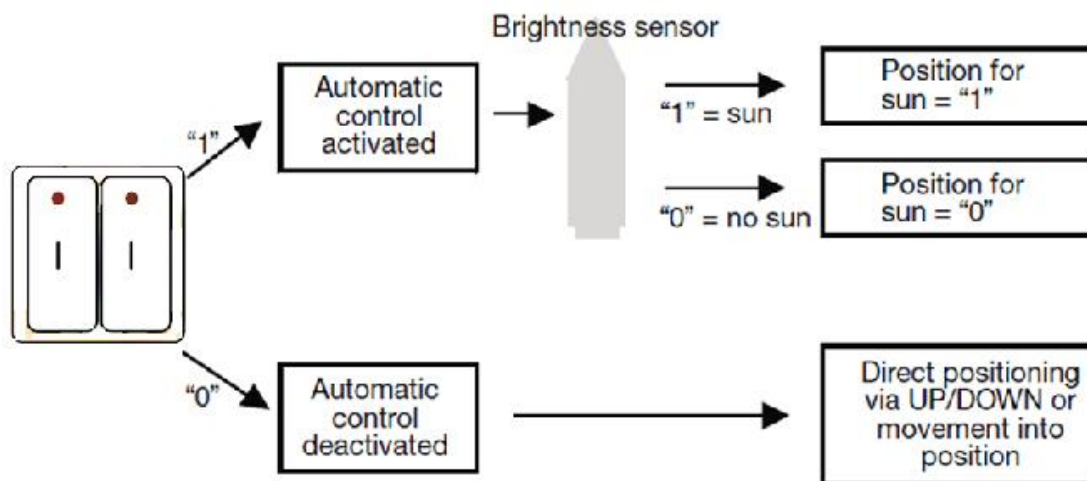 Brightness sensor
“1”
Automatic
control
activated
“1” = sun
Position for
sun = “1”
“0” = no sun
Position for
sun = “0”
“0”
Automatic
control
deactivated
Direct positioning
via UP/DOWN or
movement into
position